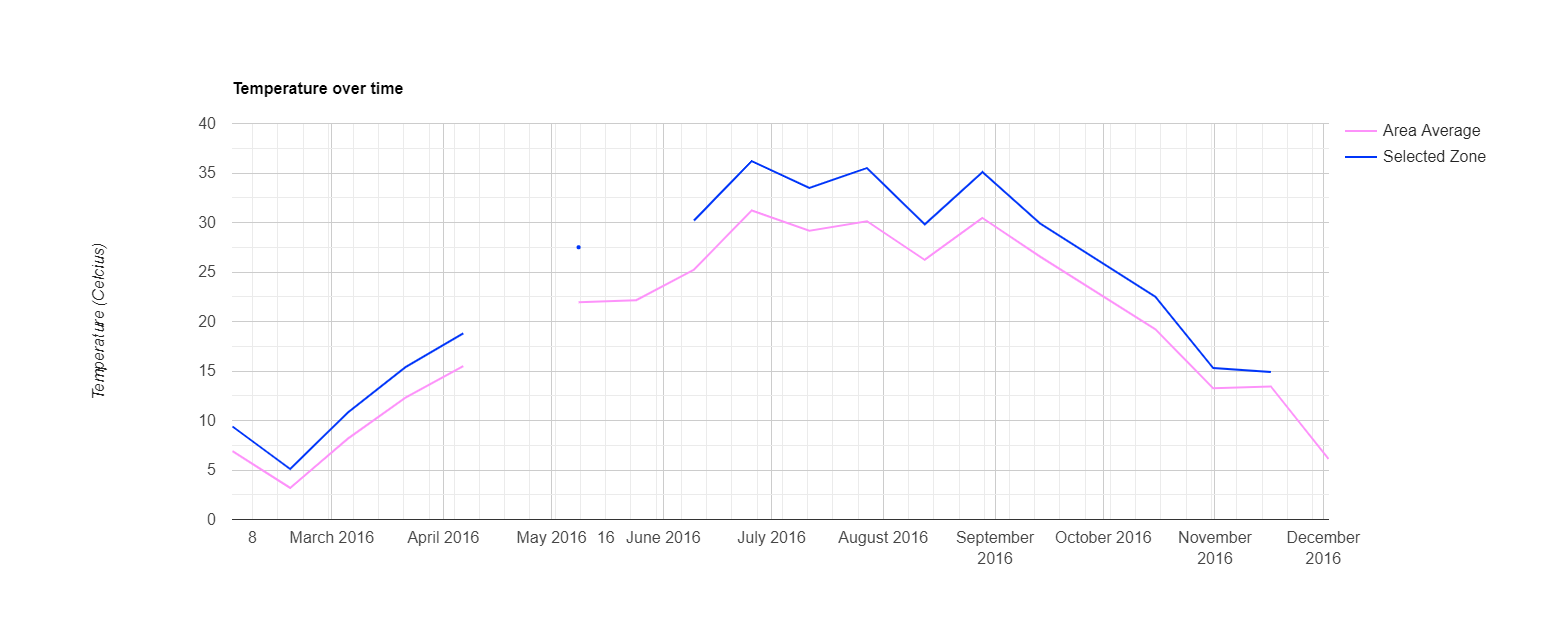 Temperature over time
Area Average
Selected Zone
40
35
30
25
20
15
10
5
0
Temperature (Celcius)
8 March 2016 April 2016 May 2016 16 June 2016 July 2016 August 2016 September 2016 October 2016 November 2016 December 2016